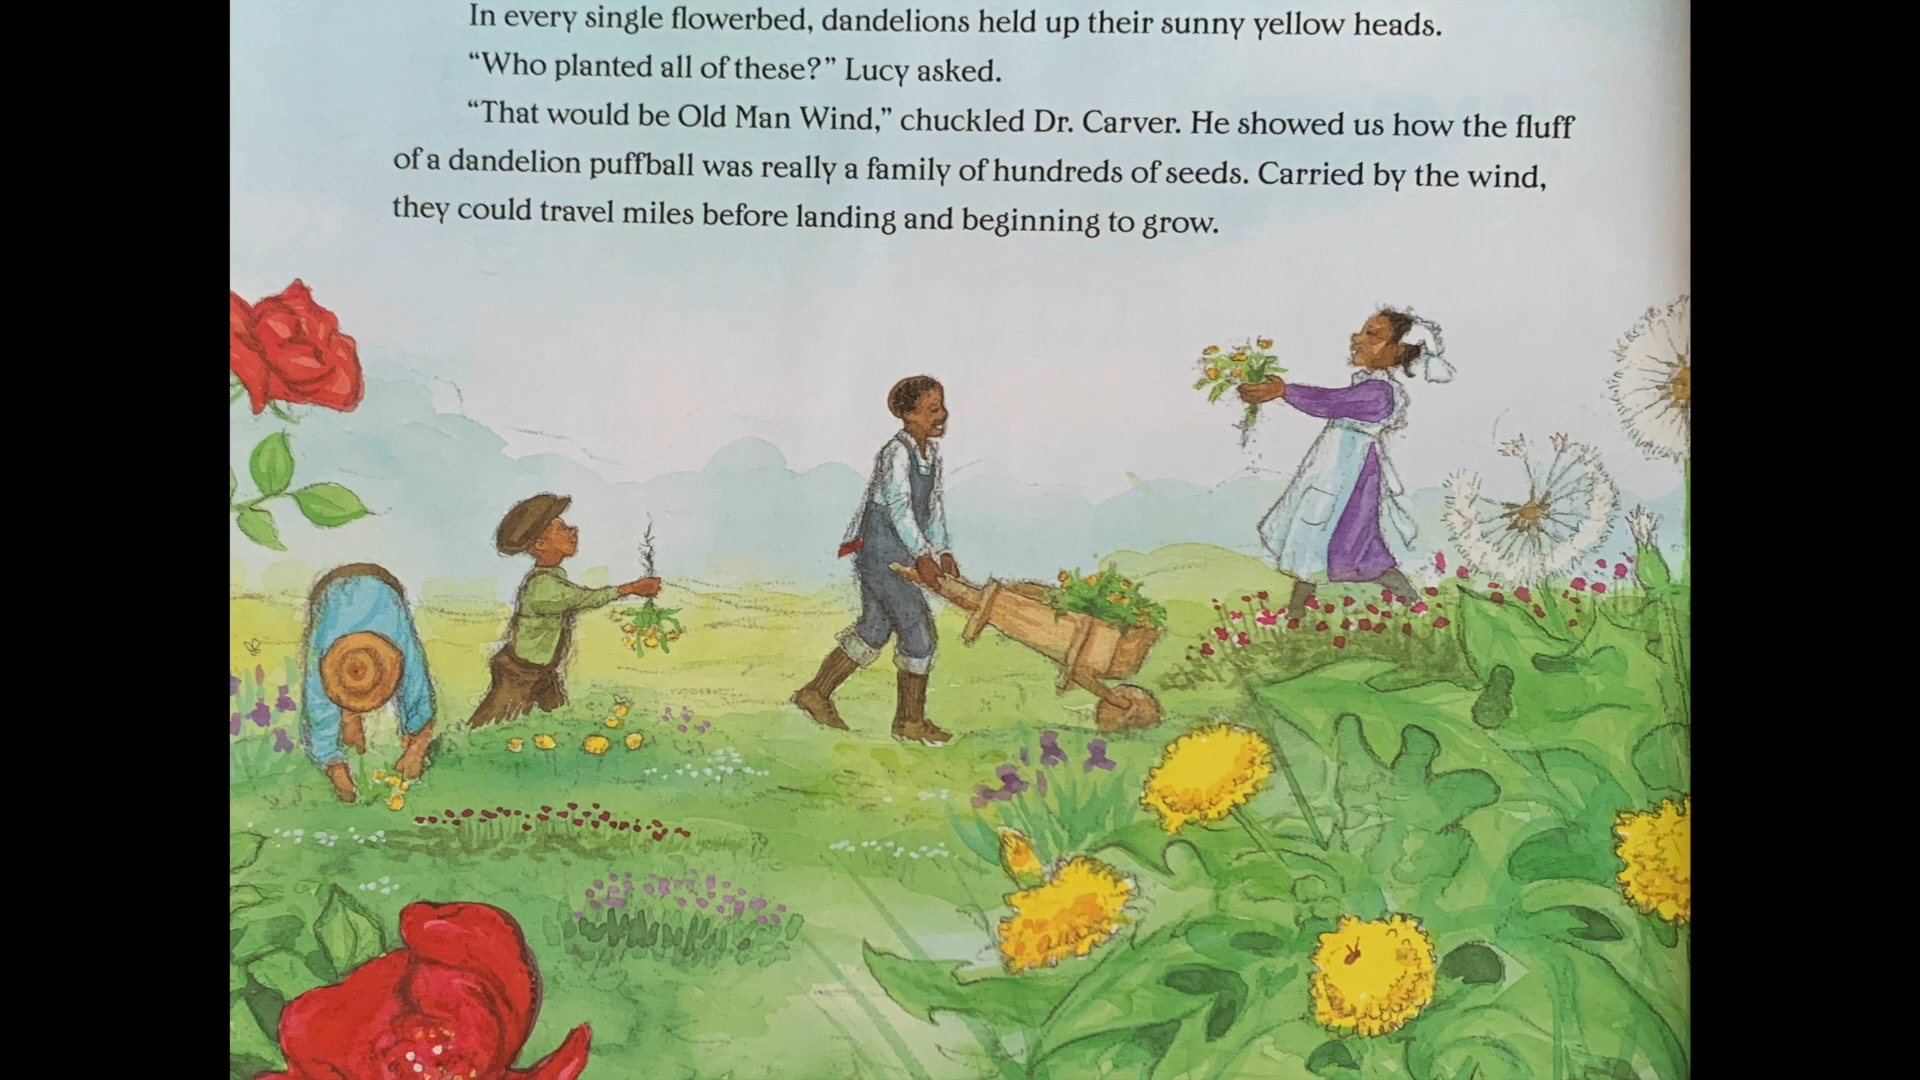 In every single flowerbed, dandelions held up their sunny yellow heads.
“Who planted all of these?” Lucy asked.
“That would be Old Man Wind,” chuckled Dr. Carver. He showed us how the fluff
of a dandelion puffball was really a family of hundreds of seeds. Carried by the wind,
they could travel miles before landing and beginning to grow.